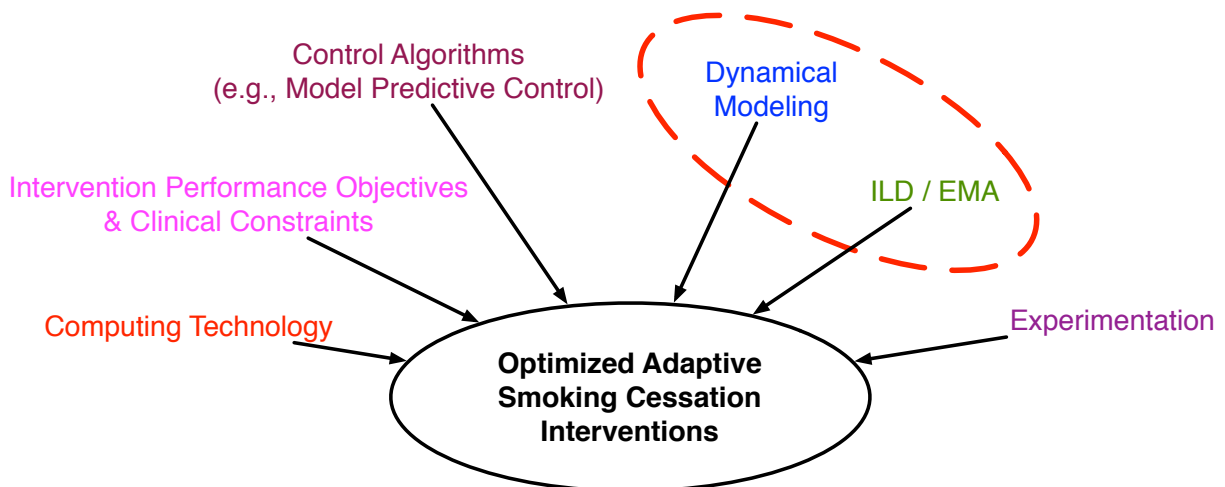 Control Algorithms
(e.g., Model Predictive Control)
Dynamical
Modeling
Intervention Performance Objectives
& Clinical Constraints
ILD / EMA
Computing Technology
Experimentation
Optimized Adaptive
Smoking Cessation
Interventions